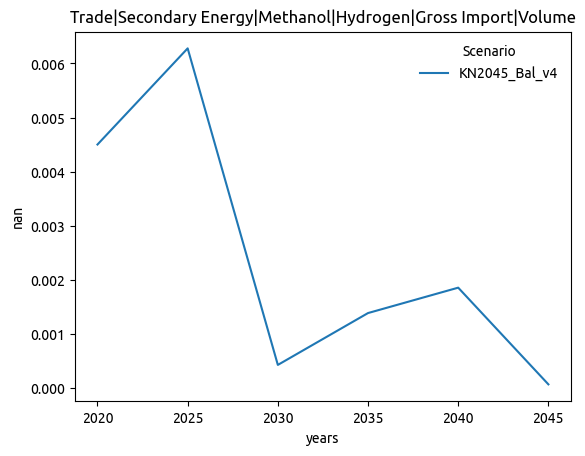 Trade|Secondary Energy|Methanol|Hydrogen|Gross Import|Volume
Scenario
KN2045_Bal_v4
0.006
0.005
0.004
0.003
0.002
0.001
0.000
nan
2020 2025 2030 2035 2040 2045
years